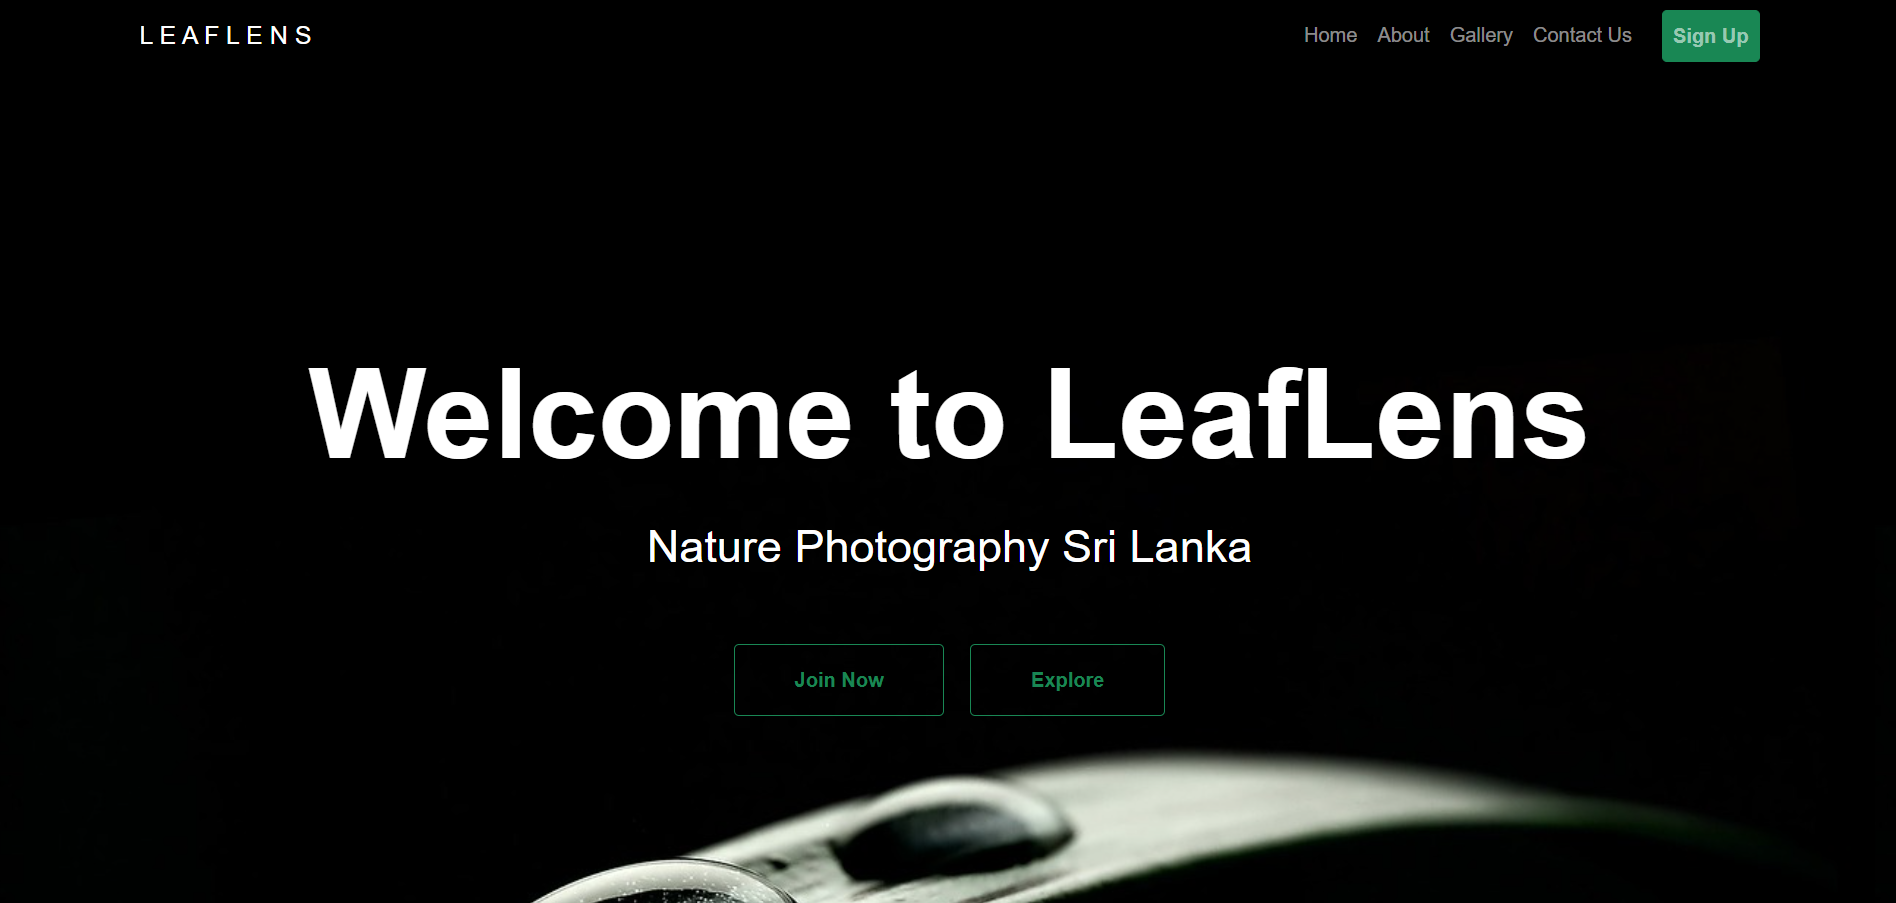 LEAFLENS
Home About Gallery Contact Us Sign Up
Welcome to LeafLens
Nature Photography Sri Lanka
Join Now Explore